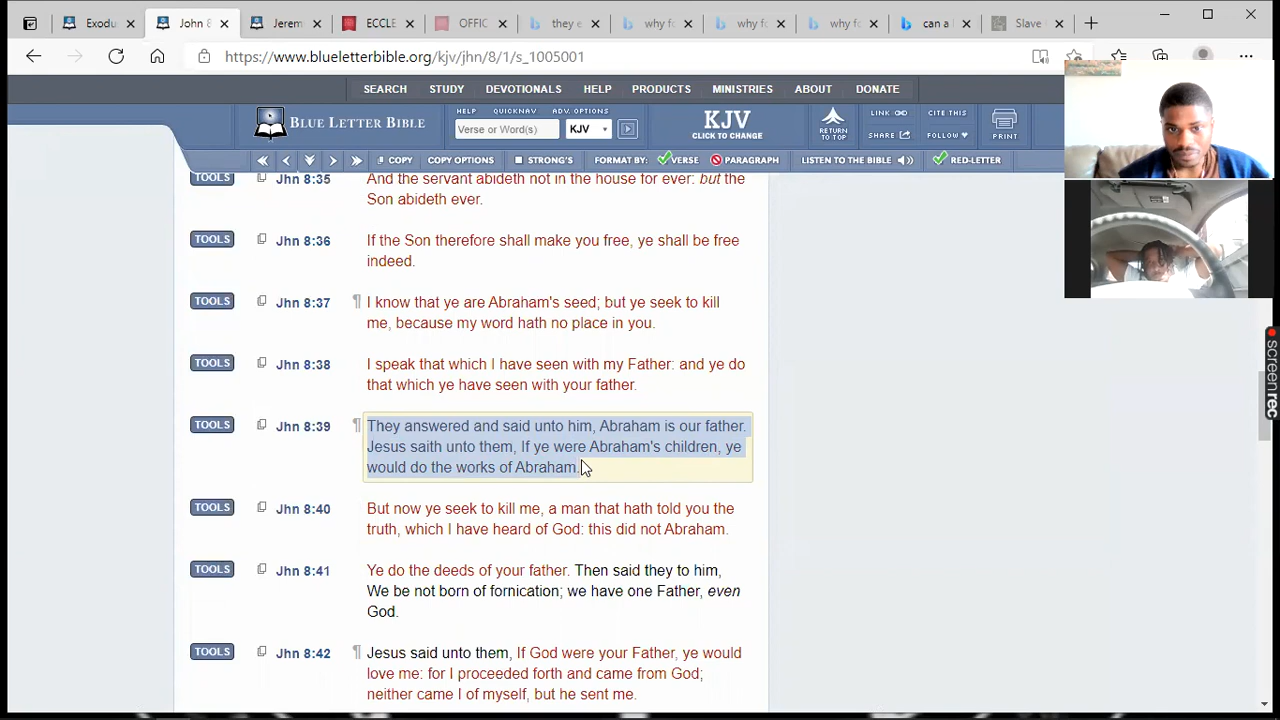 Exodu
John 8
Jerem
ECCLE
OFFIC
they e
why fo
why fo
why fo
can a l
Slave
https://www.blueletterbible.org/kjv/jhn/8/1/s_1005001
SEARCH STUDY DEVOTIONALS HELP PRODUCTS MINISTRIES ABOUT DONATE
BLUE LETTER BIBLE
HELP QUICKNAV ADV. OPTIONS
Verse or Word(s) KJV
KJV
CLICK TO CHANGE
RETURN
TO TOP
LINK
SHARE
CITE THIS
FOLLOW
PRINT
COPY COPY OPTIONS STRONG'S FORMAT BY: VERSE PARAGRAPH LISTEN TO THE BIBLE RED-LETTER
TOOLS Jhn 8:35 And the servant abideth not in the house for ever: but the
Son abideth ever.
TOOLS Jhn 8:36 If the Son therefore shall make you free, ye shall be free
indeed.
TOOLS Jhn 8:37 ¶ I know that ye are Abraham's seed; but ye seek to kill
me, because my word hath no place in you.
TOOLS Jhn 8:38 I speak that which I have seen with my Father: and ye do
that which ye have seen with your father.
TOOLS Jhn 8:39 ¶ They answered and said unto him, Abraham is our father.
Jesus saith unto them, If ye were Abraham's children, ye
would do the works of Abraham.
TOOLS Jhn 8:40 But now ye seek to kill me, a man that hath told you the
truth, which I have heard of God: this did not Abraham.
TOOLS Jhn 8:41 Ye do the deeds of your father. Then said they to him,
We be not born of fornication; we have one Father, even
God.
TOOLS Jhn 8:42 ¶ Jesus said unto them, If God were your Father, ye would
love me: for I proceeded forth and came from God;
neither came I of myself, but he sent me.
screenrec